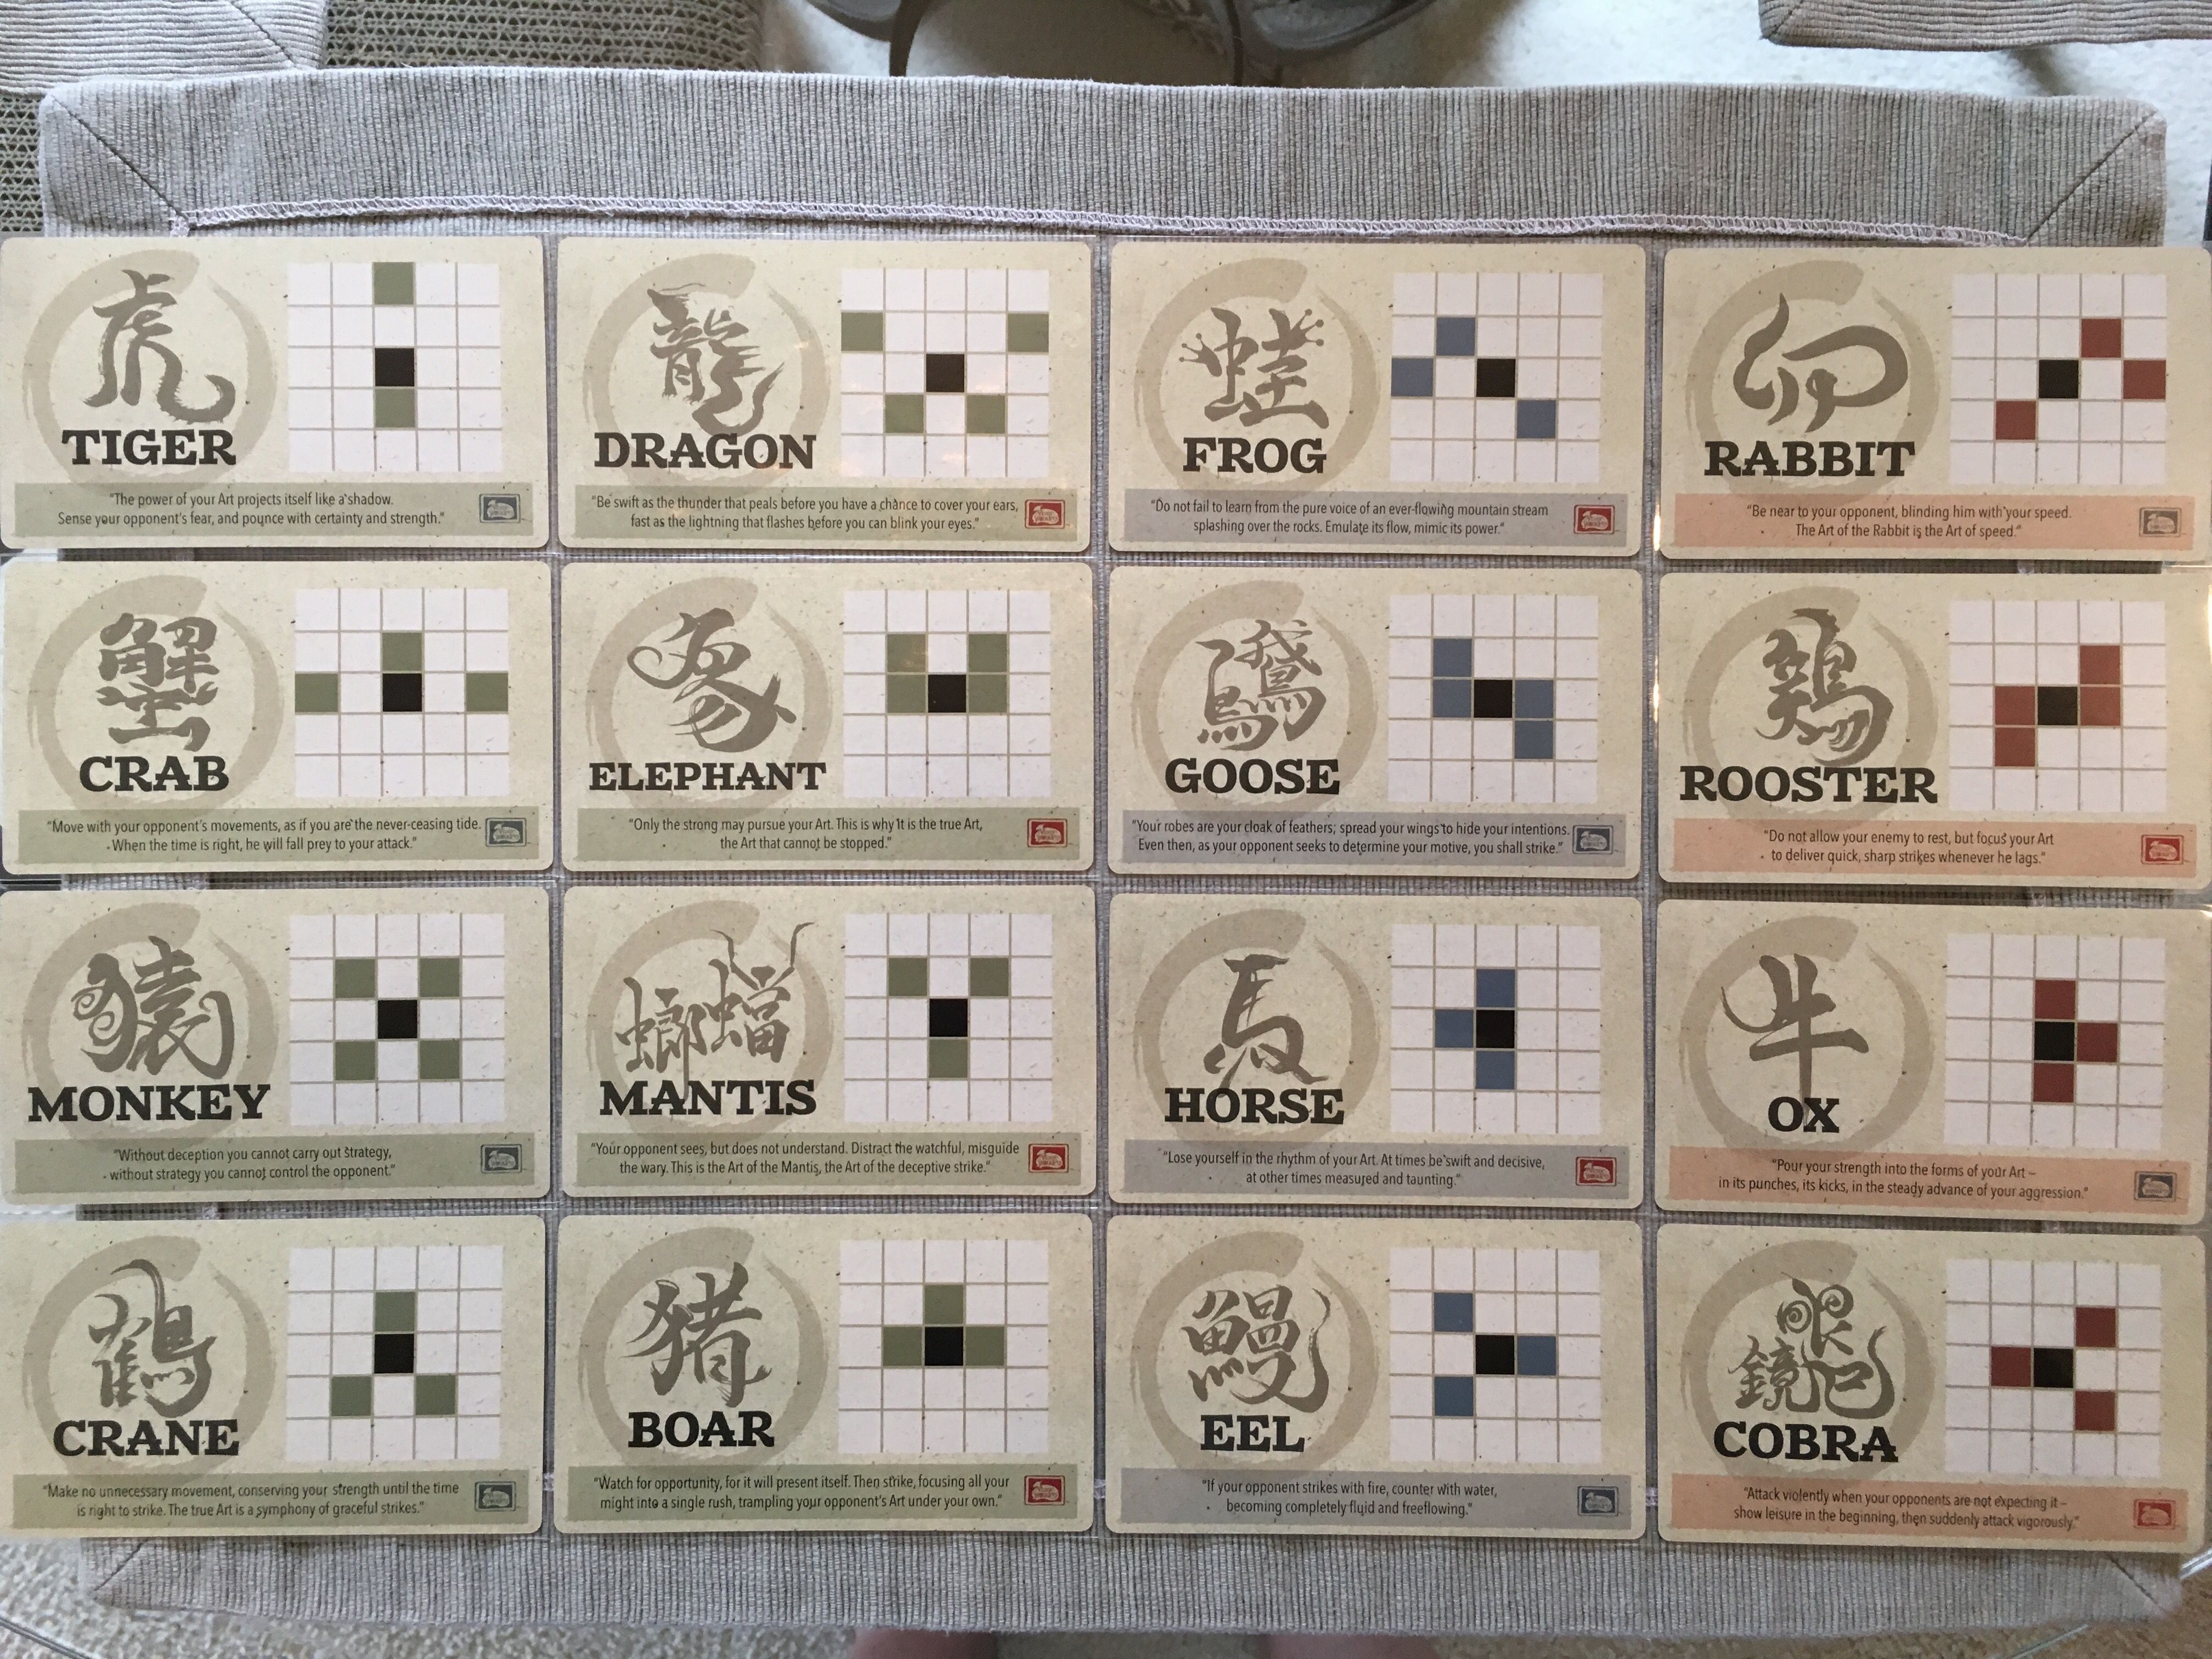 虎
TIGER
"The power of your Art projects itself like a shadow.
Sense your opponent's fear, and pounce with certainty and strength."
龍
DRAGON
"Be swift as the thunder that peals before you have a chance to cover your ears,
fast as the lightning that flashes before you can blink your eyes."
蛙
FROG
"Do not fail to learn from the pure voice of an ever-flowing mountain stream
splashing over the rocks. Emulate its flow, mimic its power."
卯
RABBIT
"Be near to your opponent, blinding him with your speed.
The Art of the Rabbit is the Art of speed."
蟹
CRAB
"Move with your opponent's movements, as if you are the never-ceasing tide.
When the time is right, he will fall prey to your attack."
象
ELEPHANT
"Only the strong may pursue your Art. This is why it is the true Art,
the Art that cannot be stopped."
GOOSE
"Your robes are your cloak of feathers; spread your wings to hide your intentions.
Even then, as your opponent seeks to determine your motive, you shall strike."
鶏
ROOSTER
"Do not allow your enemy to rest, but focus your Art
to deliver quick, sharp strikes whenever he lags."
猿
MONKEY
"Without deception you cannot carry out strategy,
without strategy you cannot control the opponent."
MANTIS
"Your opponent sees, but does not understand. Distract the watchful, misguide
the wary. This is the Art of the Mantis, the Art of the deceptive strike."
馬
HORSE
"Lose yourself in the rhythm of your Art. At times be swift and decisive,
at other times measured and taunting."
牛
OX
"Pour your strength into the forms of your Art –
in its punches, its kicks, in the steady advance of your aggression."
鶴
CRANE
"Make no unnecessary movement, conserving your strength until the time
is right to strike. The true Art is a symphony of graceful strikes."
猪
BOAR
"Watch for opportunity, for it will present itself. Then strike, focusing all your
might into a single rush, trampling your opponent's Art under your own."
鰻
EEL
"If your opponent strikes with fire, counter with water,
becoming completely fluid and freeflowing."
COBRA
"Attack violently when your opponents are not expecting it –
show leisure in the beginning, then suddenly attack vigorously."